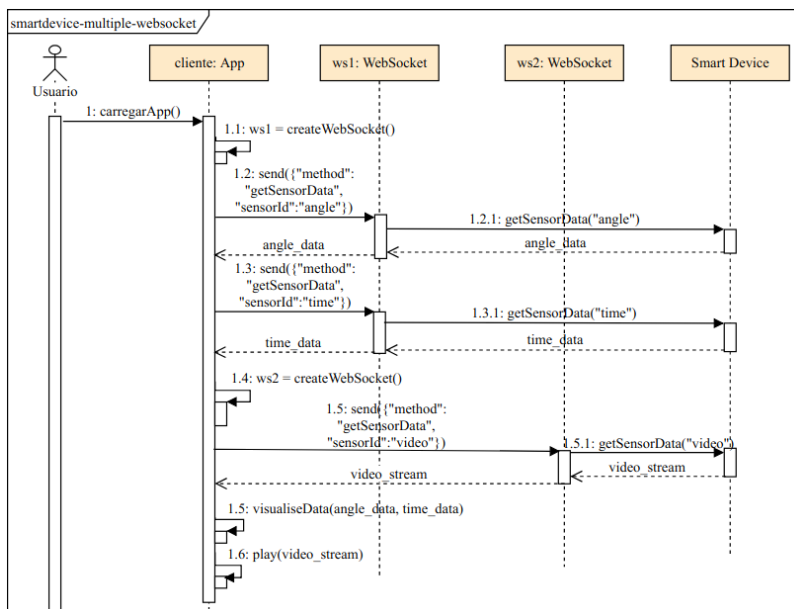 smartdevice-multiple-websocket
cliente: App
ws1: WebSocket
ws2: WebSocket
Smart Device
Usuario
1: carregarApp()
1.1: ws1 = createWebSocket()
1.2: send({"method":
"getSensorData",
"sensorId":"angle"})
1.2.1: getSensorData("angle")
angle_data
angle_data
1.3: send({"method":
"getSensorData",
"sensorId":"time"})
1.3.1: getSensorData("time")
time_data
time_data
1.4: ws2 = createWebSocket()
1.5: send({"method":
"getSensorData",
"sensorId":"video"})
1.5.1: getSensorData("video")
video_stream
video_stream
1.5: visualiseData(angle_data, time_data)
1.6: play(video_stream)